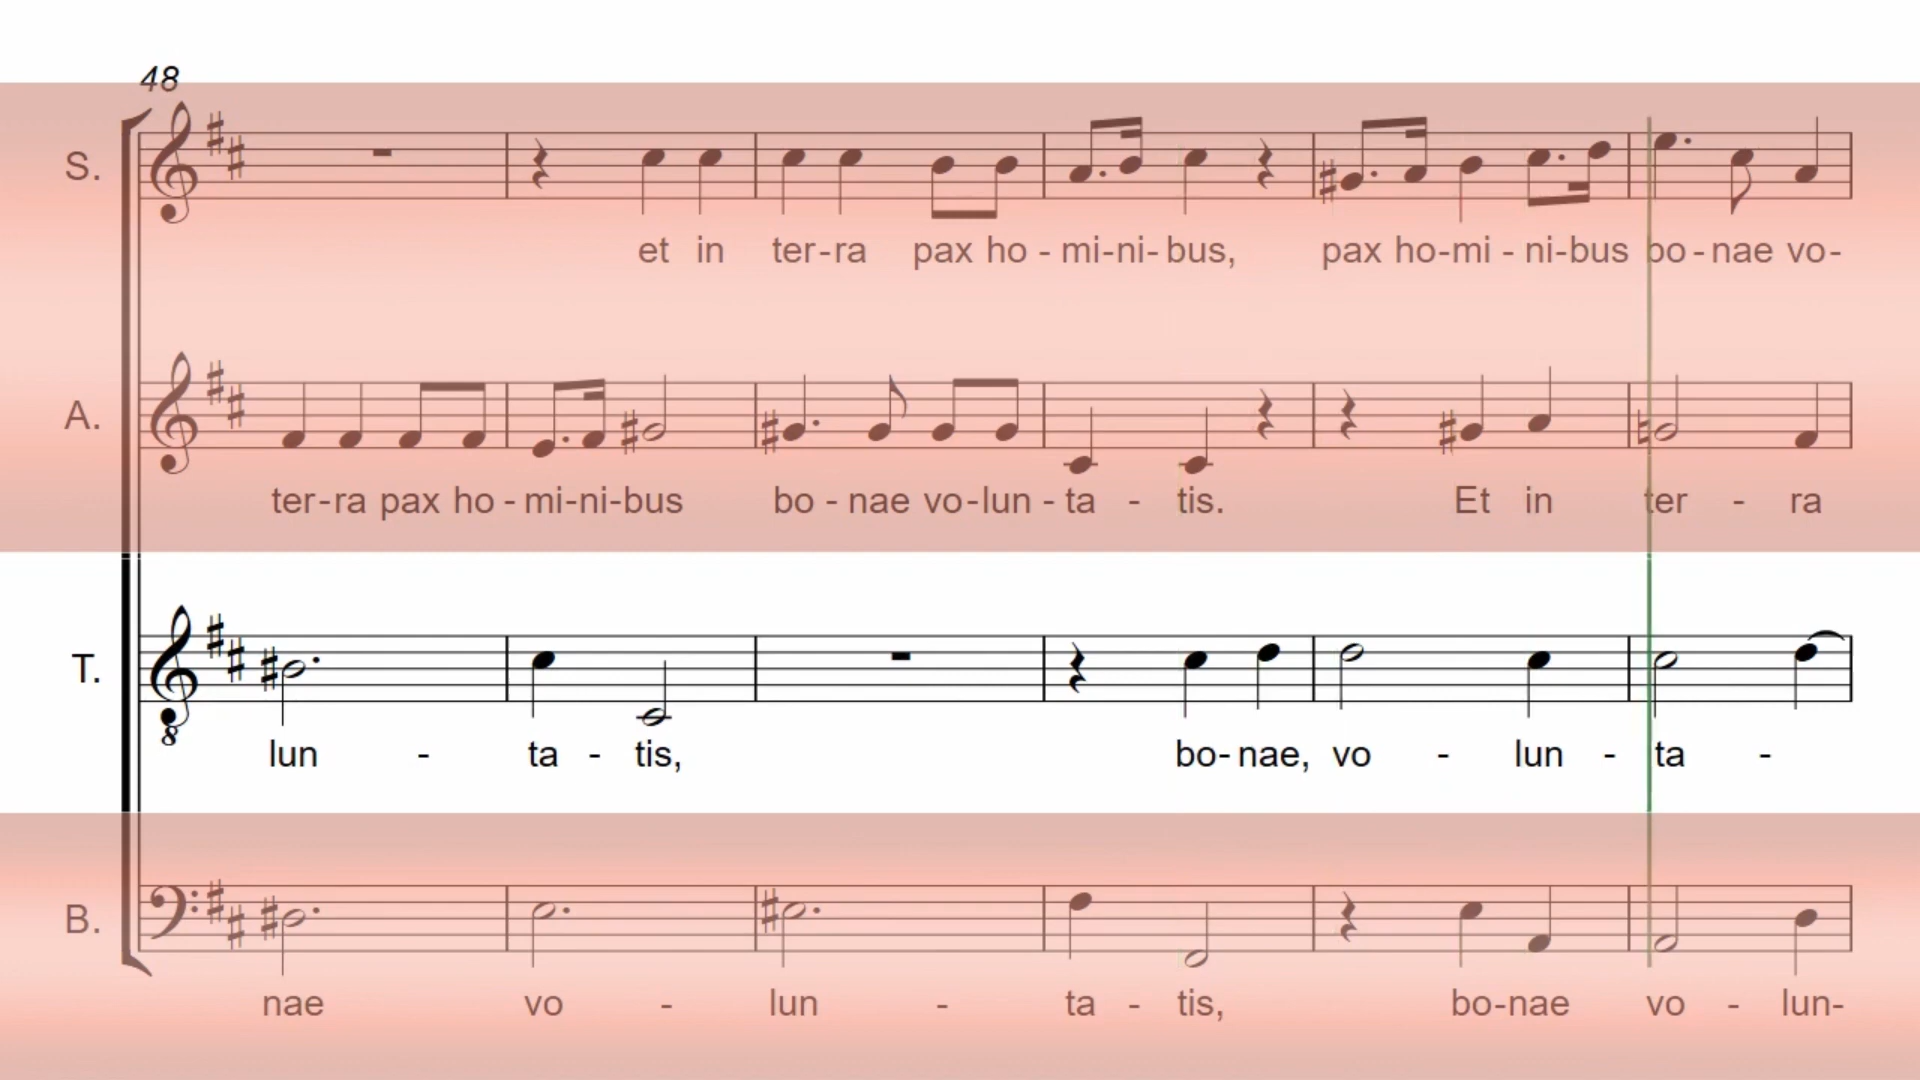 48
S.
et in ter-ra pax ho - mi-ni-bus, pax ho-mi - ni-bus bo - nae vo-
A.
ter-ra pax ho - mi-ni-bus bo - nae vo-lun - ta - tis. Et in ter - ra
T.
8
lun - ta - tis, bo- nae, vo - lun - ta -
B.
nae vo - lun - ta - tis, bo-nae vo - lun-